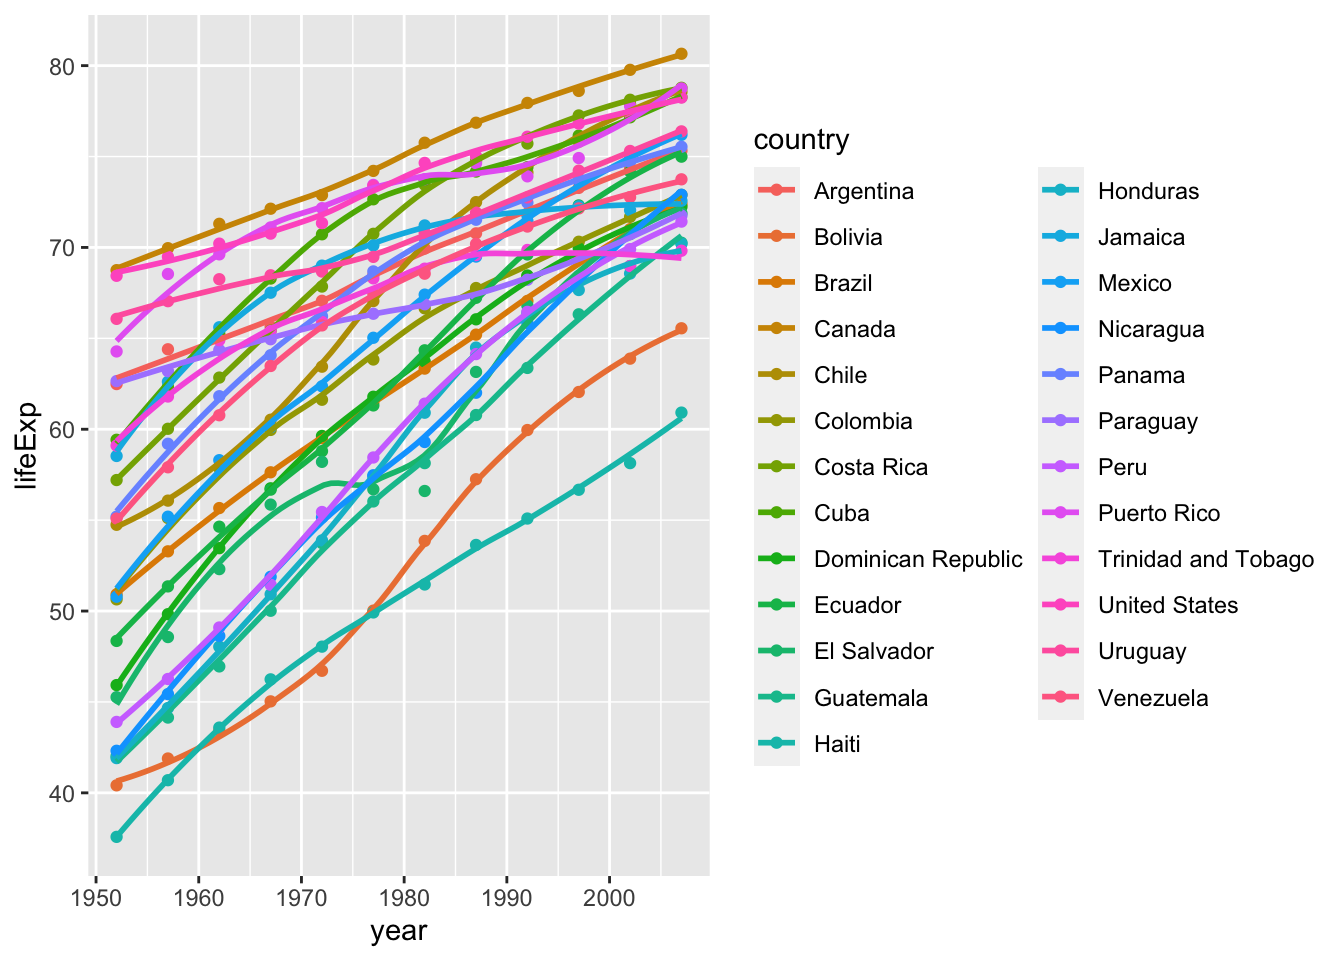 80
70
60
50
40
lifeExp
1950 1960 1970 1980 1990 2000
year
country
Argentina
Bolivia
Brazil
Canada
Chile
Colombia
Costa Rica
Cuba
Dominican Republic
Ecuador
El Salvador
Guatemala
Haiti
Honduras
Jamaica
Mexico
Nicaragua
Panama
Paraguay
Peru
Puerto Rico
Trinidad and Tobago
United States
Uruguay
Venezuela